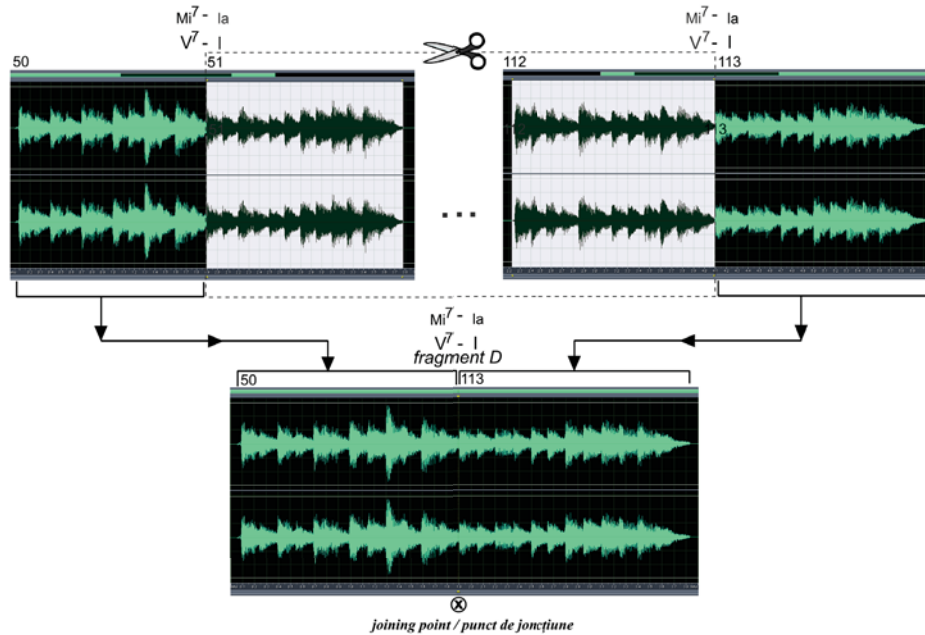 Mi⁷- la
V⁷- I
50
51
Mi⁷- la
V⁷- I
112
113
3
...
Mi⁷- la
V⁷- I
fragment D
50
113
joining point / punct de joncțiune